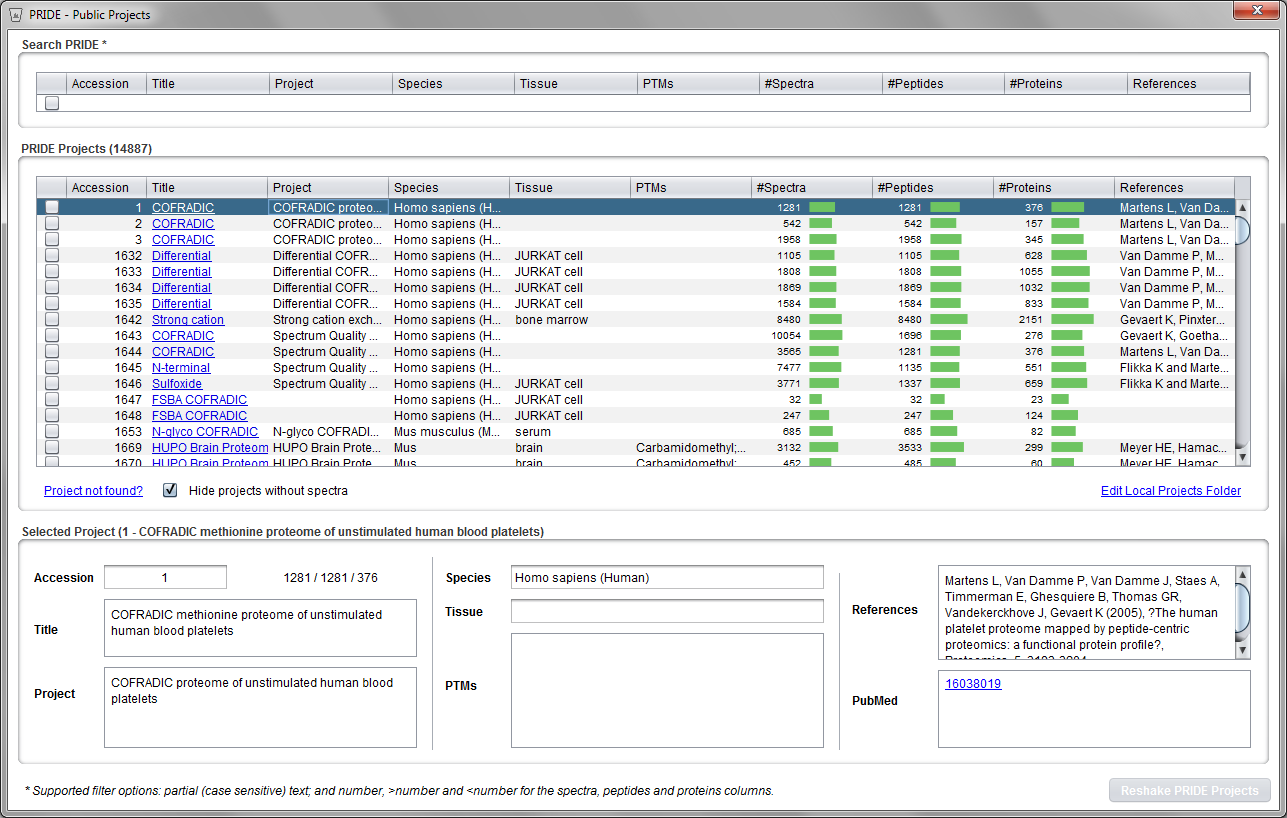 PRIDE - Public Projects
Search PRIDE *
Accession Title Project Species Tissue PTMs #Spectra #Peptides #Proteins References
PRIDE Projects (14887)
Accession Title Project Species Tissue PTMs #Spectra #Peptides #Proteins References
1 COFRADIC COFRADIC proteo... Homo sapiens (H... 1281 1281 376 Martens L, Van Da...
2 COFRADIC COFRADIC proteo... Homo sapiens (H... 542 542 157 Martens L, Van Da...
3 COFRADIC COFRADIC proteo... Homo sapiens (H... 1958 1958 345 Martens L, Van Da...
1632 Differential Differential COFR... Homo sapiens (H... JURKAT cell 1105 1105 628 Van Damme P, M...
1633 Differential Differential COFR... Homo sapiens (H... JURKAT cell 1808 1808 1055 Van Damme P, M...
1634 Differential Differential COFR... Homo sapiens (H... JURKAT cell 1869 1869 1032 Van Damme P, M...
1635 Differential Differential COFR... Homo sapiens (H... JURKAT cell 1584 1584 833 Van Damme P, M...
1642 Strong cation Strong cation exch... Homo sapiens (H... bone marrow 8480 8480 2151 Gevaert K, Pinxter...
1643 COFRADIC Spectrum Quality ... Homo sapiens (H... 10054 1696 276 Gevaert K, Goetha...
1644 COFRADIC Spectrum Quality ... Homo sapiens (H... 3565 1281 376 Martens L, Van Da...
1645 N-terminal Spectrum Quality ... Homo sapiens (H... 7477 1135 551 Flikka K and Marte...
1646 Sulfoxide Spectrum Quality ... Homo sapiens (H... JURKAT cell 3771 1337 659 Flikka K and Marte...
1647 FSBA COFRADIC Homo sapiens (H... JURKAT cell 32 32 23
1648 FSBA COFRADIC Homo sapiens (H... JURKAT cell 247 247 124
1653 N-glyco COFRADIC N-glyco COFRADI... Mus musculus (M... serum 685 685 82
1669 HUPO Brain Proteom HUPO Brain Prote... Mus brain Carbamidomethyl;... 3132 3533 299 Meyer HE, Hamac...
1670 HUPO Brain Proteom HUPO Brain Prote... Mus brain Carbamidomethyl;... 452 485 60 Meyer HE, Hamac...
Project not found? Hide projects without spectra Edit Local Projects Folder
Selected Project (1 - COFRADIC methionine proteome of unstimulated human blood platelets)
Accession 1 1281 / 1281 / 376
Title COFRADIC methionine proteome of unstimulated
human blood platelets
Project COFRADIC proteome of unstimulated human blood
platelets
Species Homo sapiens (Human)
Tissue
PTMs
References Martens L, Van Damme P, Van Damme J, Staes A,
Timmerman E, Ghesquiere B, Thomas GR,
Vandekerckhove J, Gevaert K (2005), ?The human
platelet proteome mapped by peptide-centric
proteomics: a functional protein profile?,
PubMed 16038019
* Supported filter options: partial (case sensitive) text; and number, >number and <number for the spectra, peptides and proteins columns.
Reshake PRIDE Projects